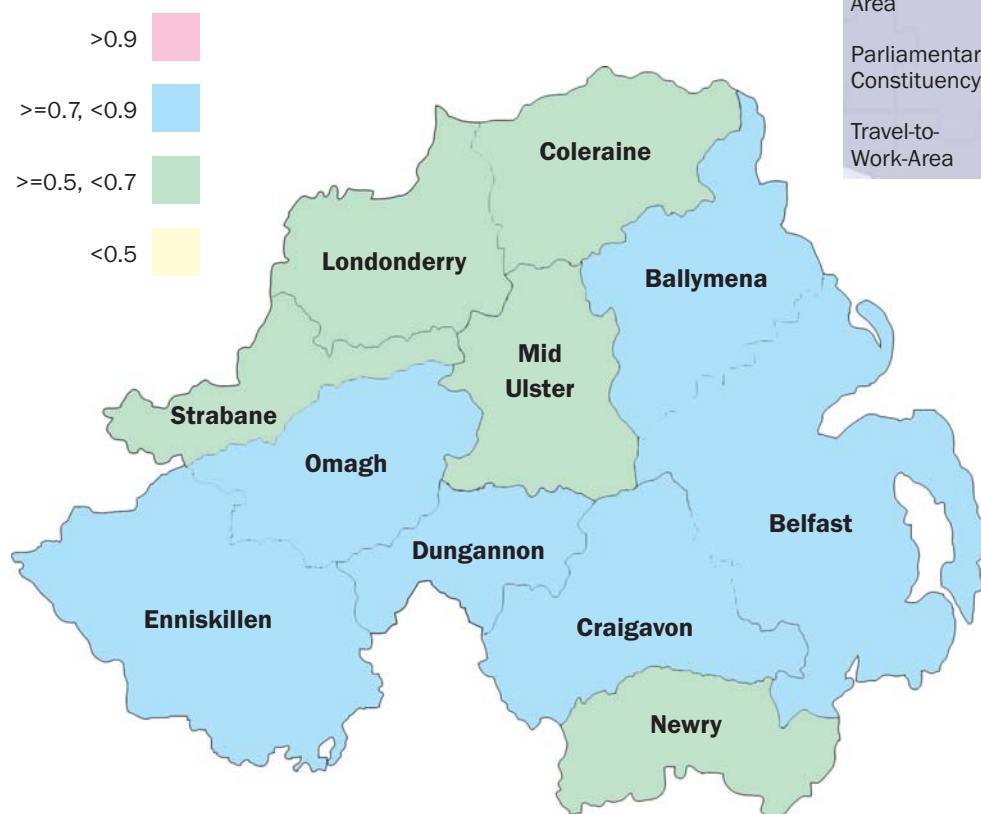 >0.9
>=0.7, <0.9
>=0.5, <0.7
<0.5
Area
Parliamentar
Constituency
Travel-to-
Work-Area
Coleraine
Londonderry
Ballymena
Mid
Ulster
Strabane
Omagh
Belfast
Dungannon
Enniskillen
Craigavon
Newry